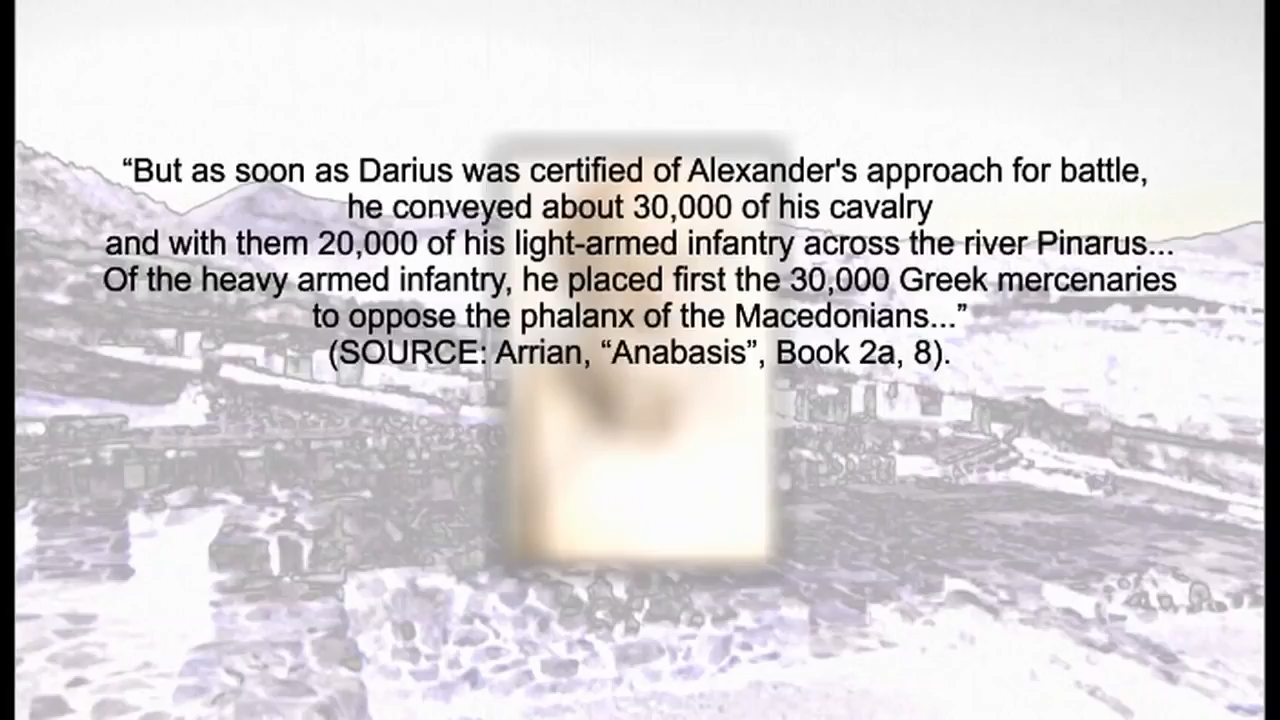 “But as soon as Darius was certified of Alexander's approach for battle,
he conveyed about 30,000 of his cavalry
and with them 20,000 of his light-armed infantry across the river Pinarus...
Of the heavy armed infantry, he placed first the 30,000 Greek mercenaries
to oppose the phalanx of the Macedonians...”
(SOURCE: Arrian, “Anabasis”, Book 2a, 8).